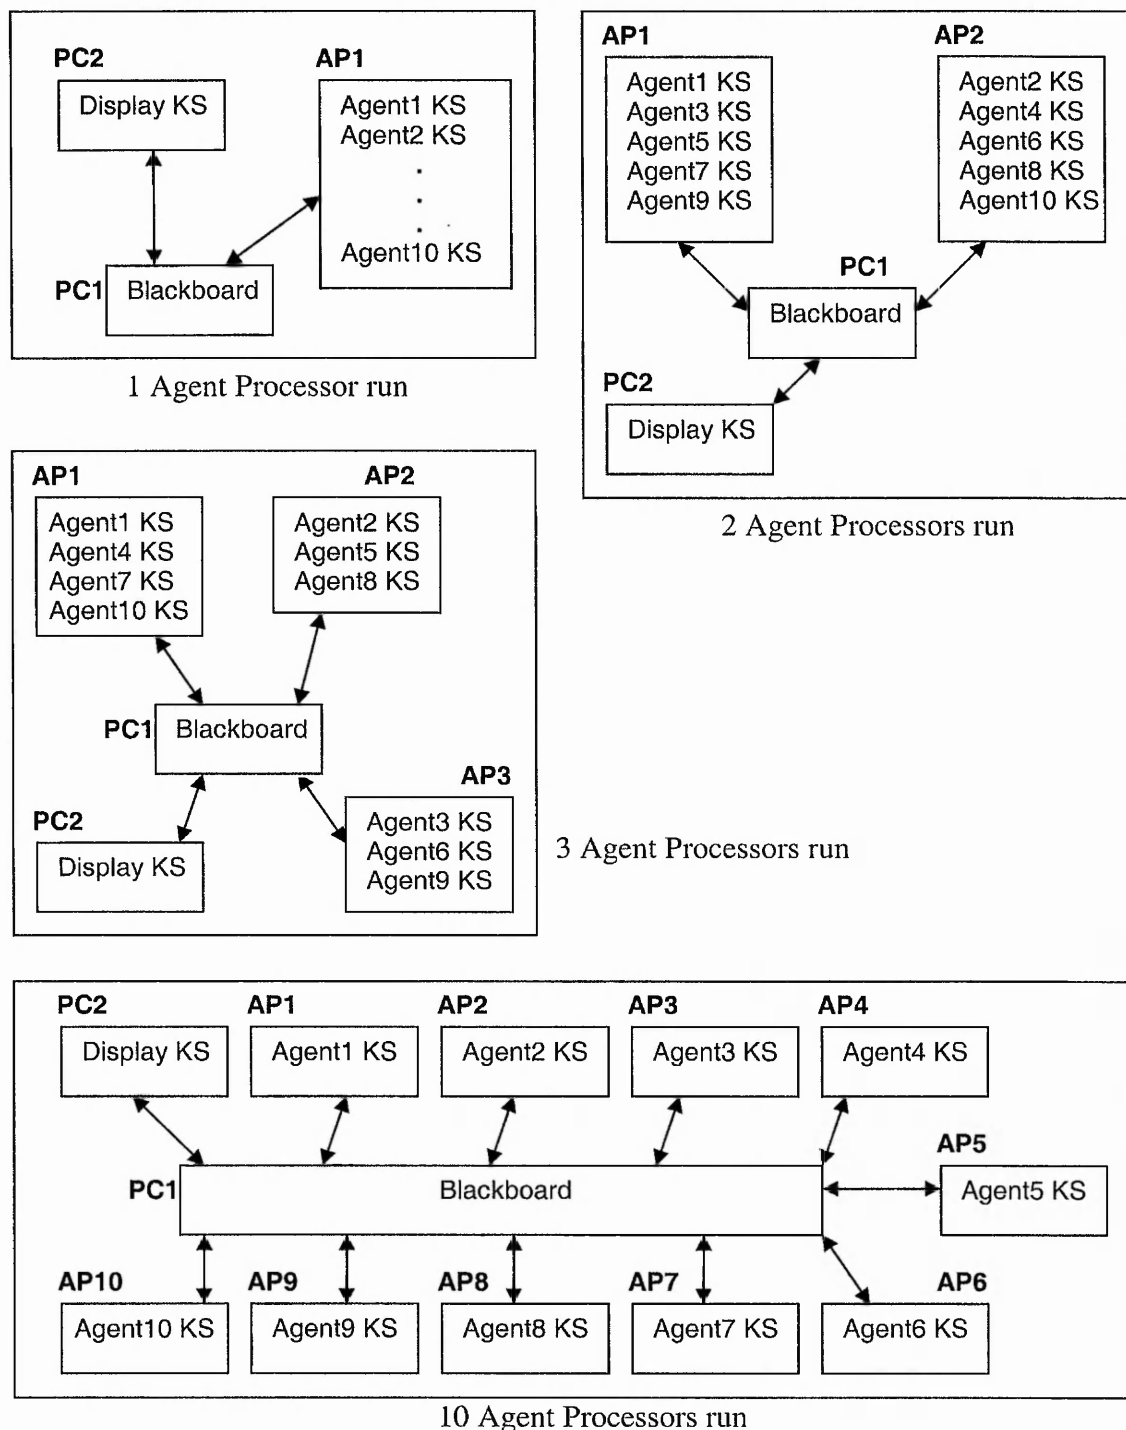 PC2
Display KS
AP1
Agent1 KS
Agent2 KS
.
.
.
Agent10 KS
PC1
Blackboard
1 Agent Processor run
AP1
Agent1 KS
Agent3 KS
Agent5 KS
Agent7 KS
Agent9 KS
AP2
Agent2 KS
Agent4 KS
Agent6 KS
Agent8 KS
Agent10 KS
PC1
Blackboard
PC2
Display KS
2 Agent Processors run
AP1
Agent1 KS
Agent4 KS
Agent7 KS
Agent10 KS
AP2
Agent2 KS
Agent5 KS
Agent8 KS
PC1
Blackboard
AP3
Agent3 KS
Agent6 KS
Agent9 KS
PC2
Display KS
3 Agent Processors run
PC2
Display KS
AP1
Agent1 KS
AP2
Agent2 KS
AP3
Agent3 KS
AP4
Agent4 KS
AP5
Agent5 KS
PC1
Blackboard
AP10
Agent10 KS
AP9
Agent9 KS
AP8
Agent8 KS
AP7
Agent7 KS
AP6
Agent6 KS
10 Agent Processors run